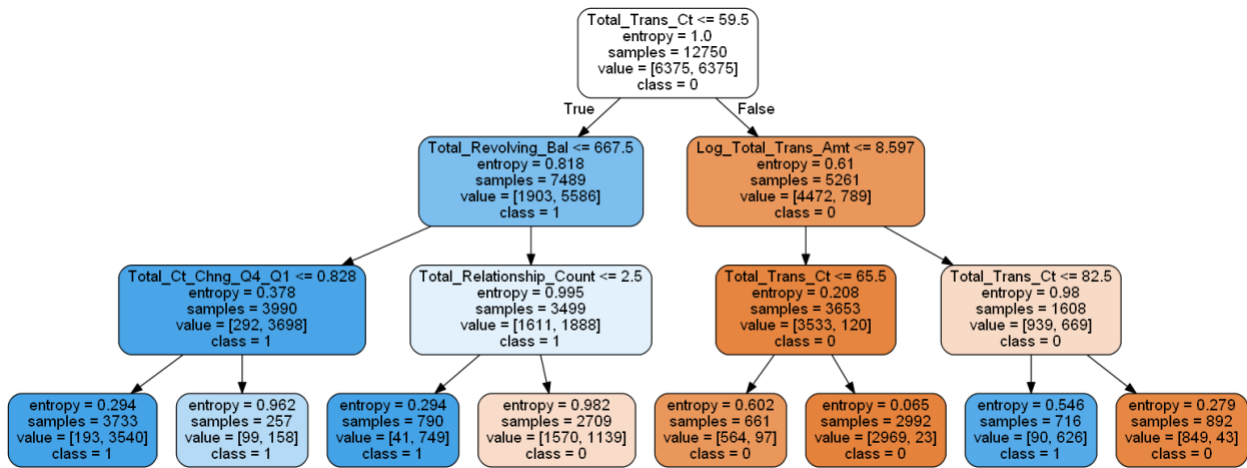 Total_Trans_Ct <= 59.5
entropy = 1.0
samples = 12750
value = [6375, 6375]
class = 0
True
False
Total_Revolving_Bal <= 667.5
entropy = 0.818
samples = 7489
value = [1903, 5586]
class = 1
Log_Total_Trans_Amt <= 8.597
entropy = 0.61
samples = 5261
value = [4472, 789]
class = 0
Total_Ct_Chng_Q4_Q1 <= 0.828
entropy = 0.378
samples = 3990
value = [292, 3698]
class = 1
Total_Relationship_Count <= 2.5
entropy = 0.995
samples = 3499
value = [1611, 1888]
class = 1
Total_Trans_Ct <= 65.5
entropy = 0.208
samples = 3653
value = [3533, 120]
class = 0
Total_Trans_Ct <= 82.5
entropy = 0.98
samples = 1608
value = [939, 669]
class = 0
entropy = 0.294
samples = 3733
value = [193, 3540]
class = 1
entropy = 0.962
samples = 257
value = [99, 158]
class = 1
entropy = 0.294
samples = 790
value = [41, 749]
class = 1
entropy = 0.982
samples = 2709
value = [1570, 1139]
class = 0
entropy = 0.602
samples = 661
value = [564, 97]
class = 0
entropy = 0.065
samples = 2992
value = [2969, 23]
class = 0
entropy = 0.546
samples = 716
value = [90, 626]
class = 1
entropy = 0.279
samples = 892
value = [849, 43]
class = 0